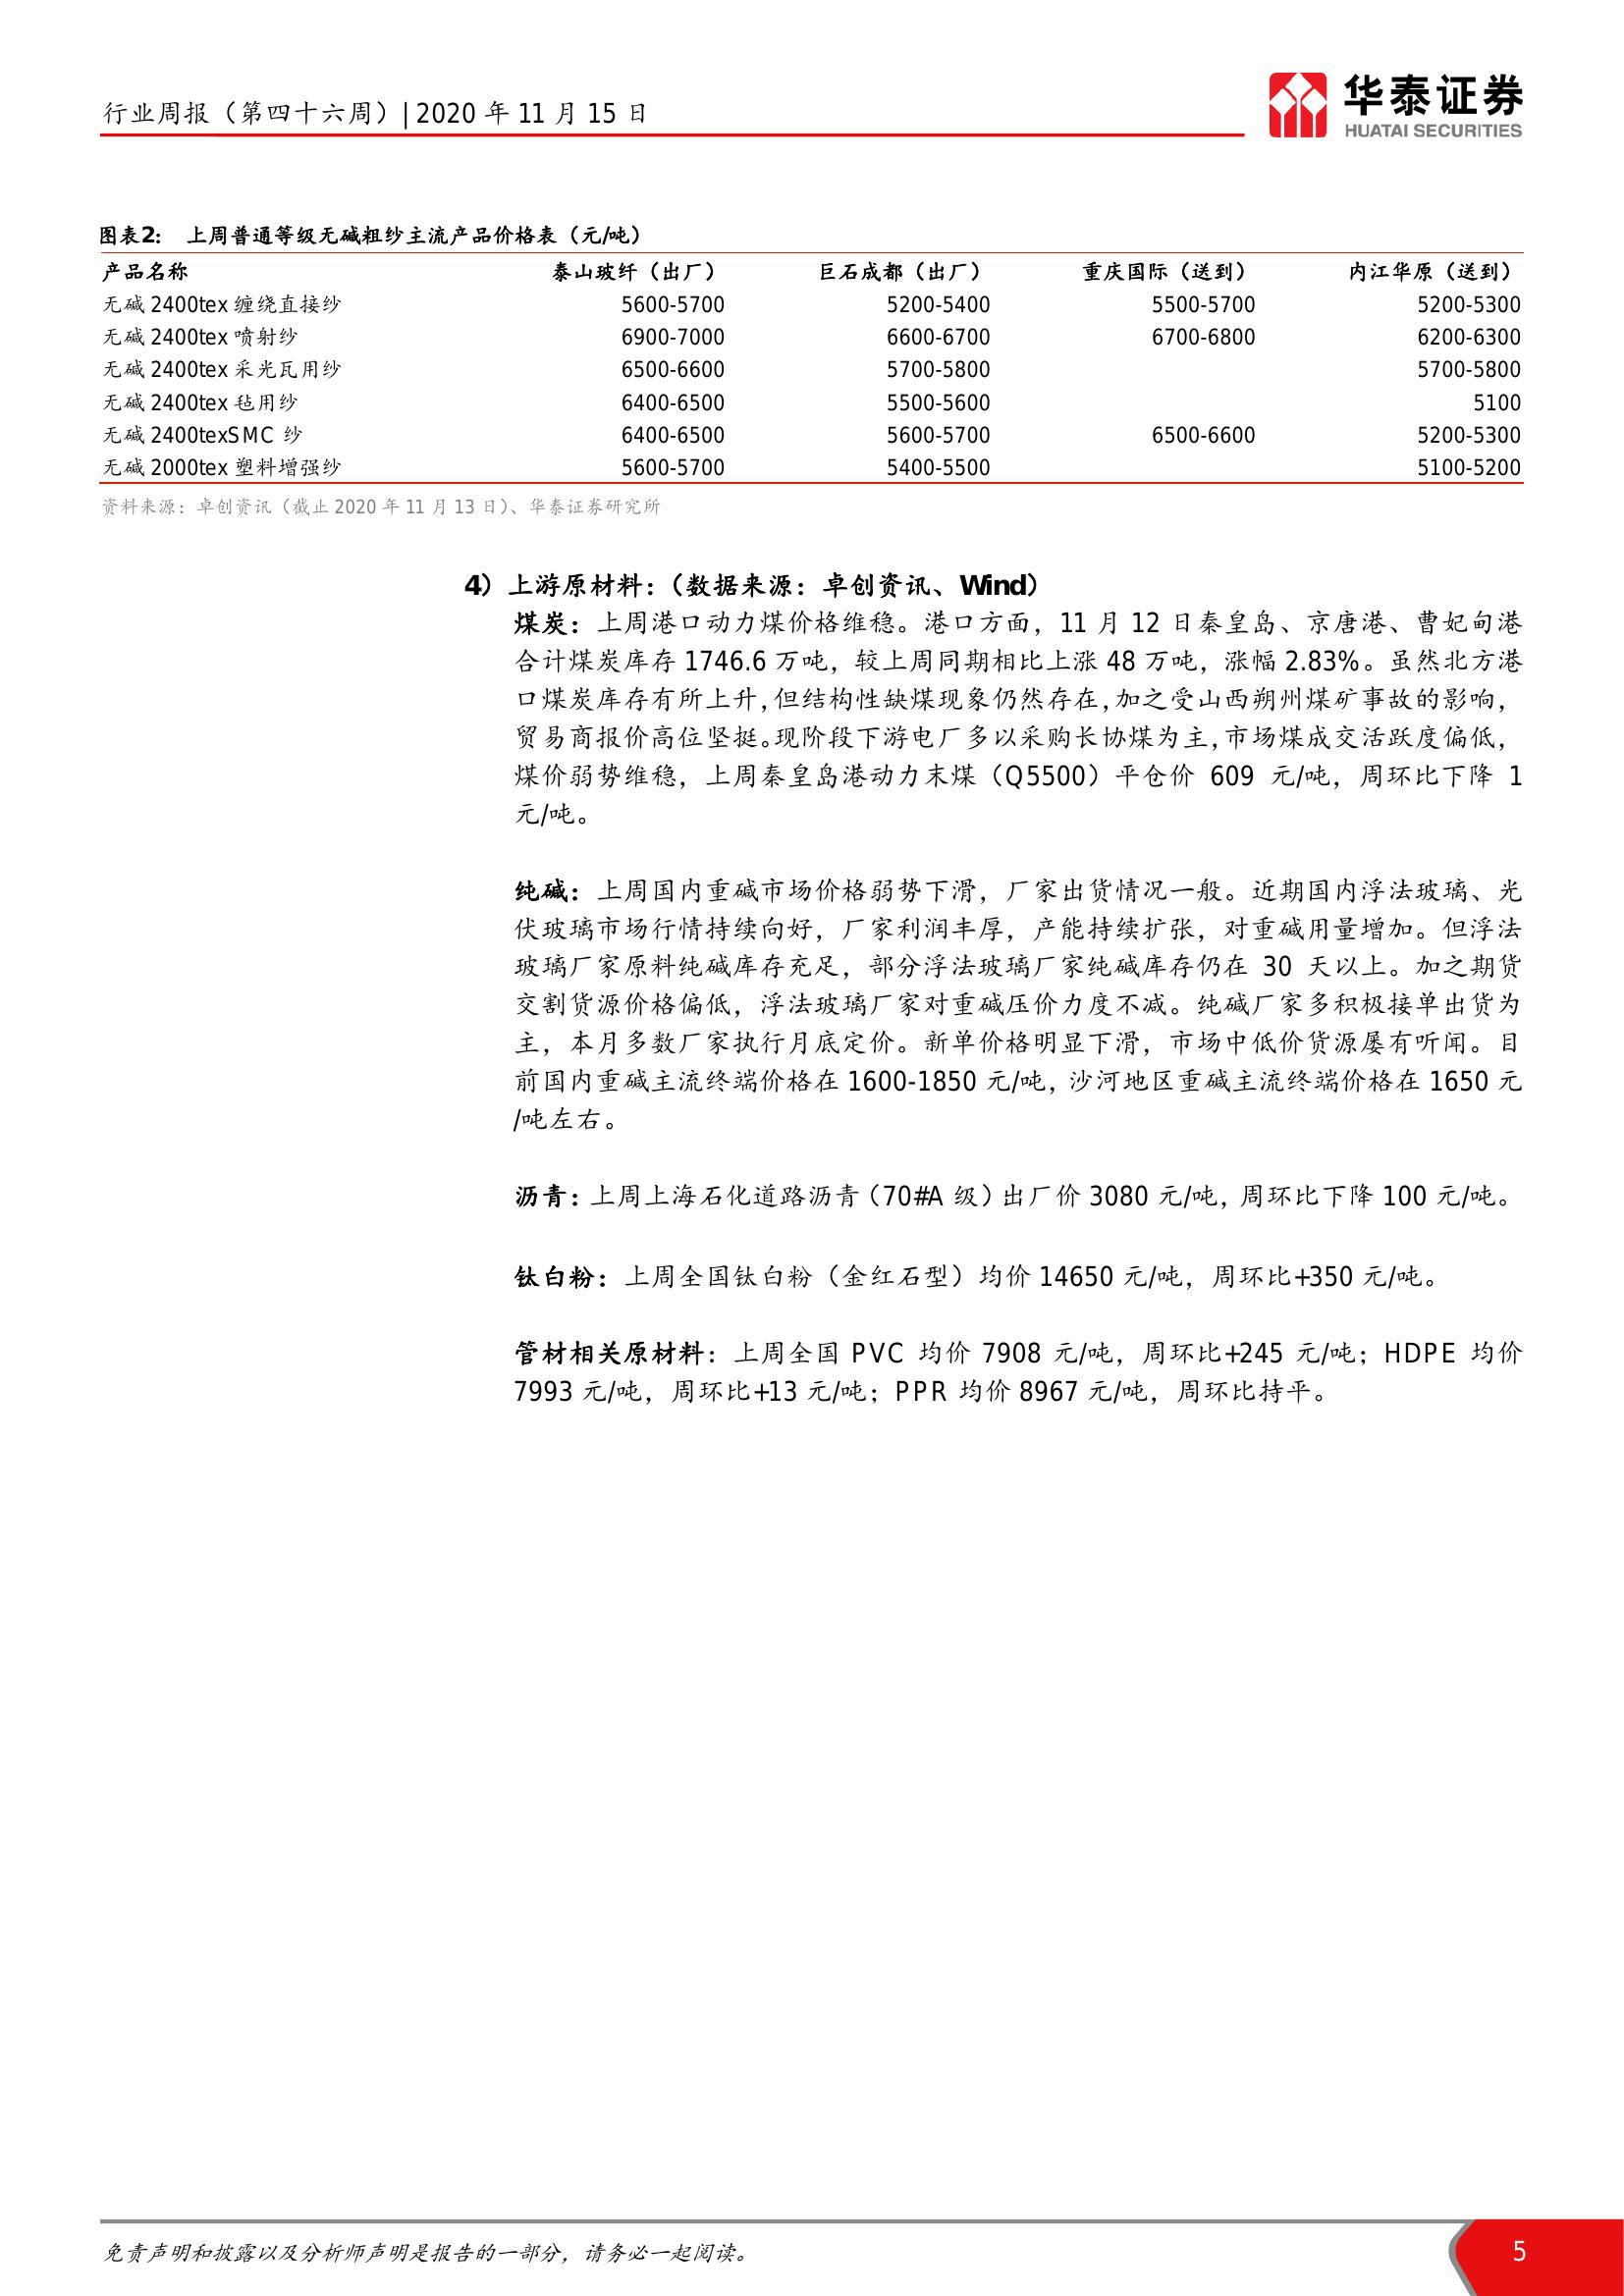 行业周报（第四十六周）|2020 年 11 月 15 日
华泰证券
HUATAI SECURITIES
图表2： 上周普通等级无碱粗纱主流产品价格表（元/吨）
产品名称 泰山玻纤（出厂） 巨石成都（出厂） 重庆国际（送到） 内江华原（送到）
无碱 2400tex 缠绕直接纱 5600-5700 5200-5400 5500-5700 5200-5300
无碱 2400tex 喷射纱 6900-7000 6600-6700 6700-6800 6200-6300
无碱 2400tex 采光瓦用纱 6500-6600 5700-5800 5700-5800
无碱 2400tex 毡用纱 6400-6500 5500-5600 5100
无碱 2400texSMC 纱 6400-6500 5600-5700 6500-6600 5200-5300
无碱 2000tex 塑料增强纱 5600-5700 5400-5500 5100-5200
资料来源：卓创资讯（截止 2020 年 11 月 13 日）、华泰证券研究所
4）上游原材料：（数据来源：卓创资讯、Wind）
煤炭：上周港口动力煤价格维稳。港口方面，11 月 12 日秦皇岛、京唐港、曹妃甸港
合计煤炭库存 1746.6 万吨，较上周同期相比上涨 48 万吨，涨幅 2.83%。虽然北方港
口煤炭库存有所上升，但结构性缺煤现象仍然存在，加之受山西朔州煤矿事故的影响，
贸易商报价高位坚挺。现阶段下游电厂多以采购长协煤为主，市场煤成交活跃度偏低，
煤价弱势维稳，上周秦皇岛港动力末煤（Q5500）平仓价 609 元/吨，周环比下降 1
元/吨。
纯碱：上周国内重碱市场价格弱势下滑，厂家出货情况一般。近期国内浮法玻璃、光
伏玻璃市场行情持续向好，厂家利润丰厚，产能持续扩张，对重碱用量增加。但浮法
玻璃厂家原料纯碱库存充足，部分浮法玻璃厂家纯碱库存仍在 30 天以上。加之期货
交割货源价格偏低，浮法玻璃厂家对重碱压价力度不减。纯碱厂家多积极接单出货为
主，本月多数厂家执行月底定价。新单价格明显下滑，市场中低价货源屡有听闻。目
前国内重碱主流终端价格在 1600-1850 元/吨，沙河地区重碱主流终端价格在 1650 元
/吨左右。
沥青：上周上海石化道路沥青（70#A 级）出厂价 3080 元/吨，周环比下降 100 元/吨。
钛白粉：上周全国钛白粉（金红石型）均价 14650 元/吨，周环比+350 元/吨。
管材相关原材料：上周全国 PVC 均价 7908 元/吨，周环比+245 元/吨；HDPE 均价
7993 元/吨，周环比+13 元/吨；PPR 均价 8967 元/吨，周环比持平。
免责声明和披露以及分析师声明是报告的一部分，请务必一起阅读。
5